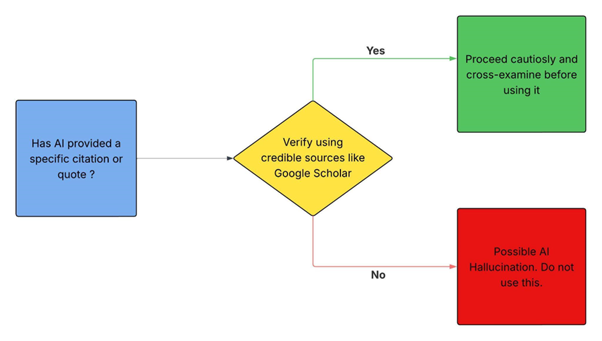 Has AI provided a
specific citation or
quote ?
Verify using
credible sources like
Google Scholar
Yes
Proceed cautiosly and
cross-examine before
using it
No
Possible AI
Hallucination. Do not
use this.